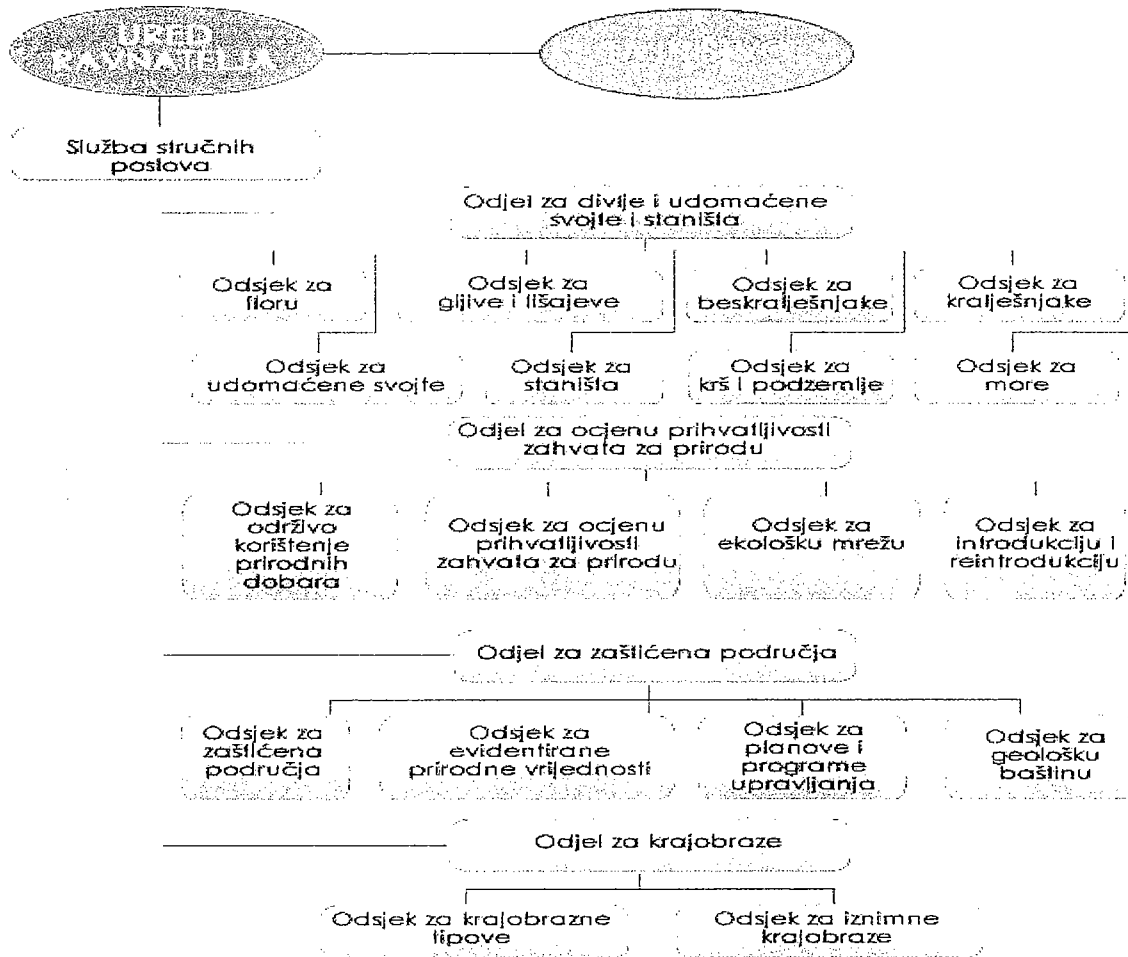 URED
RAVNATELJA
Služba stručnih
poslova
Odjel za divlje i udomaćene
svojte i staništa
Odsjek za
floru
Odsjek za
gljive i lišajeve
Odsjek za
beskralješnjake
Odsjek za
kralješnjake
Odsjek za
udomaćene svojte
Odsjek za
staništa
Odsjek za
krš i podzemlje
Odsjek za
more
Odjel za ocjenu prihvatljivosti
zahvata za prirodu
Odsjek za
održivo
korištenje
prirodnih
dobara
Odsjek za ocjenu
prihvatljivosti
zahvata za prirodu
Odsjek za
ekološku mrežu
Odsjek za
introdukciju i
reintrodukciju
Odjel za zaštićena područja
Odsjek za
zaštićena
područja
Odsjek za
evidentirane
prirodne vrijednosti
Odsjek za
planove i
programe
upravljanja
Odsjek za
geološku
baštinu
Odjel za krajobraze
Odsjek za krajobrazne
tipove
Odsjek za iznimne
krajobraze